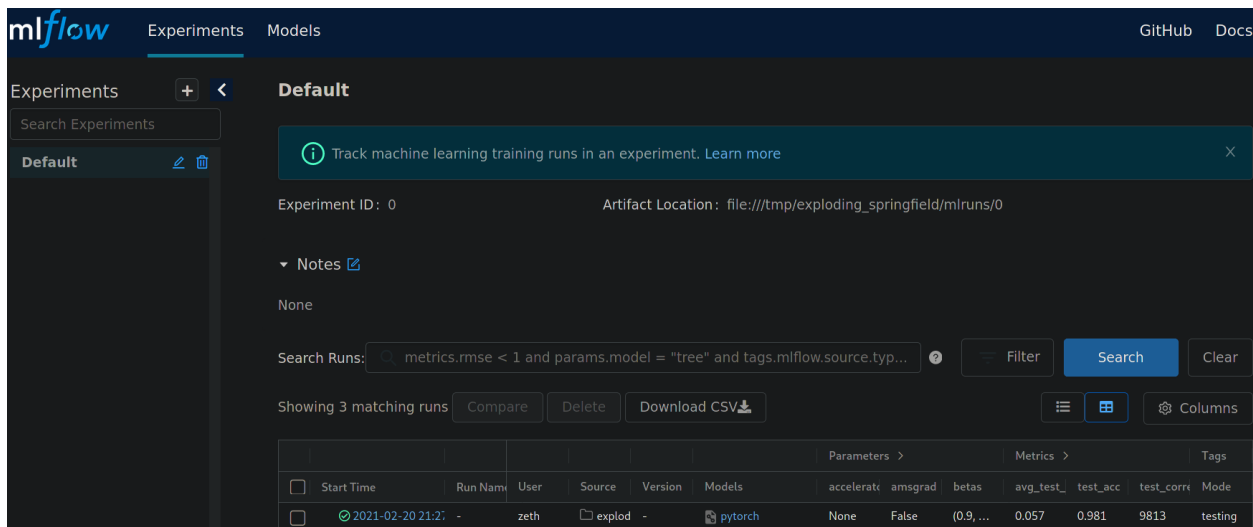 mlflow Experiments Models GitHub Docs
Experiments
Search Experiments
Default
Default
Track machine learning training runs in an experiment. Learn more
Experiment ID: 0 Artifact Location: file:///tmp/exploding_springfield/mlruns/0
Notes
None
Search Runs: metrics.rmse < 1 and params.model = "tree" and tags.mlflow.source.typ... Filter Search Clear
Showing 3 matching runs Compare Delete Download CSV Columns
Parameters > Metrics > Tags
Start Time Run Name User Source Version Models accelerato amsgrad betas avg_test_ test_acc test_corre Mode
2021-02-20 21:27 - zeth explod - pytorch None False (0.9, ... 0.057 0.981 9813 testing